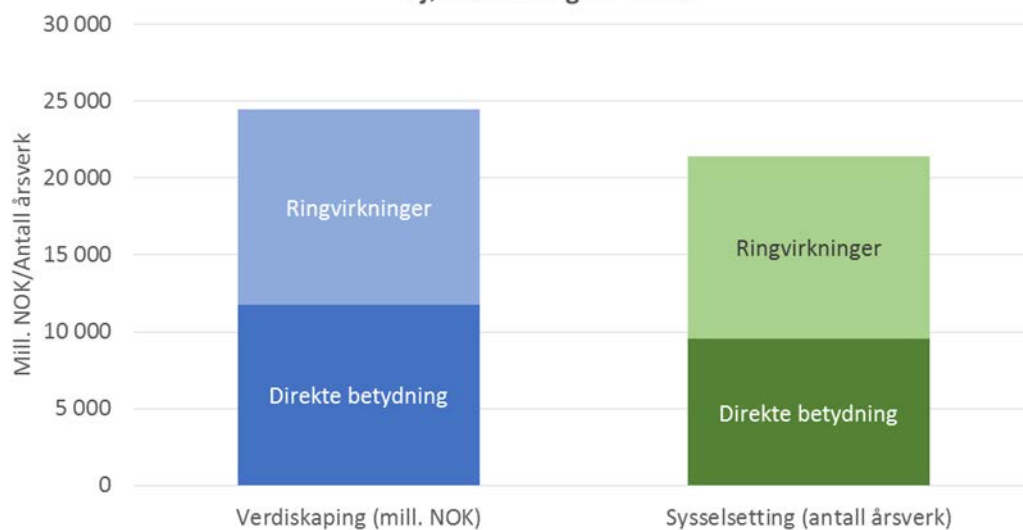 30 000
25 000
20 000
15 000
10 000
5 000
0
Mill. NOK/Antall årsverk
Ringvirkninger
Direkte betydning
Ringvirkninger
Direkte betydning
Verdiskaping (mill. NOK)
Sysselsetting (antall årsverk)